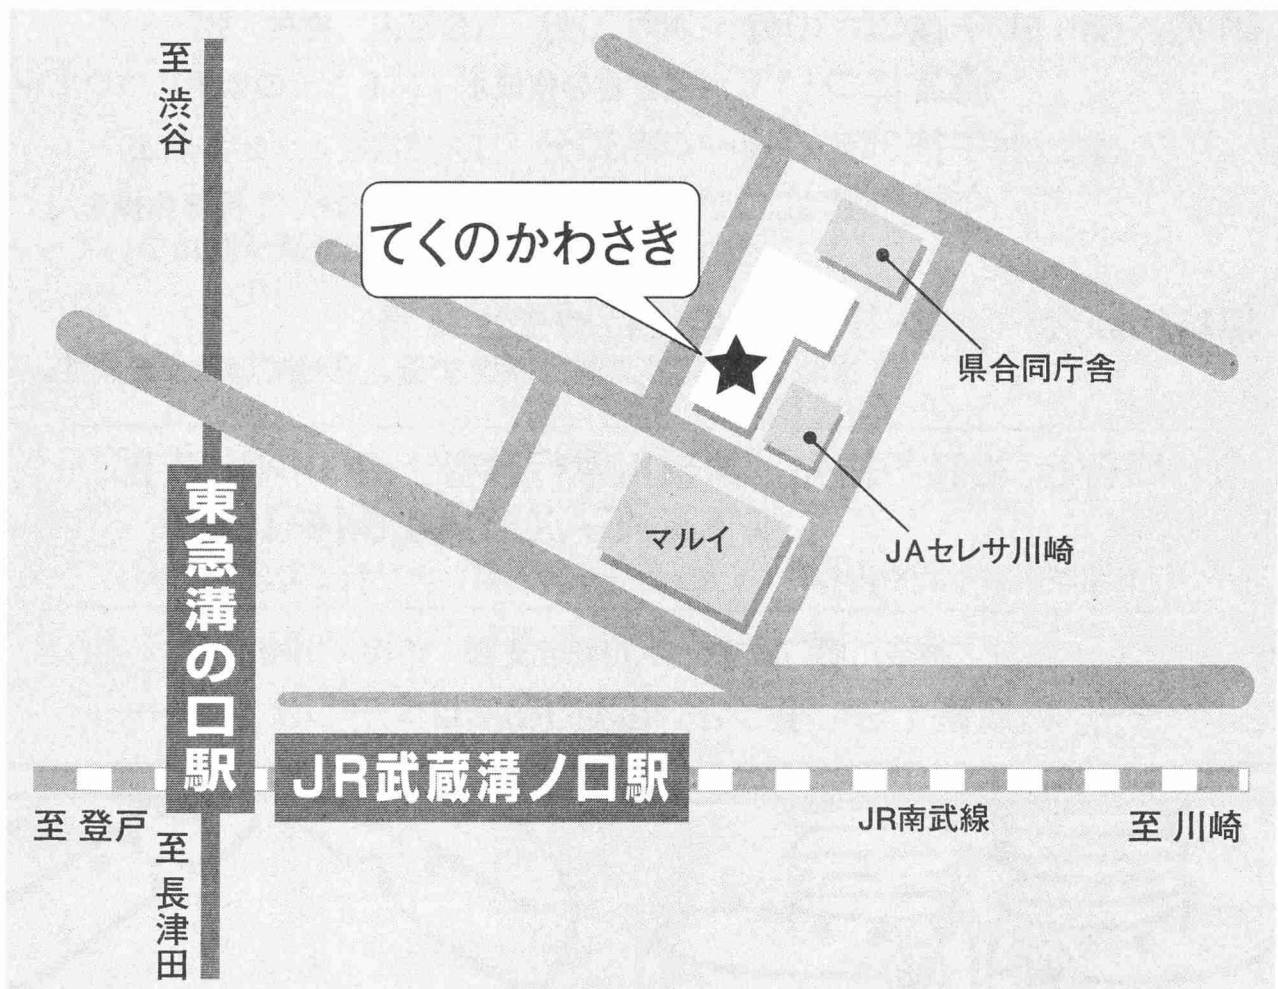 至 渋谷
てくのかわさき
県合同庁舎
マルイ
JAセレサ川崎
東急溝の口駅
JR武蔵溝ノ口駅
至 登戸
JR南武線
至 川崎
至 長津田